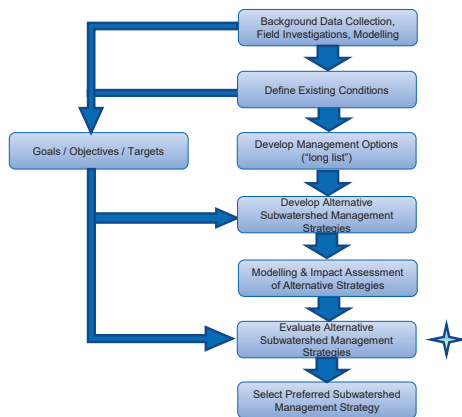 Background Data Collection,
Field Investigations, Modelling
Define Existing Conditions
Goals / Objectives / Targets
Develop Management Options
(“long list”)
Develop Alternative
Subwatershed Management
Strategies
Modelling & Impact Assessment
of Alternative Strategies
Evaluate Alternative
Subwatershed Management
Strategies
Select Preferred Subwatershed
Management Strategy